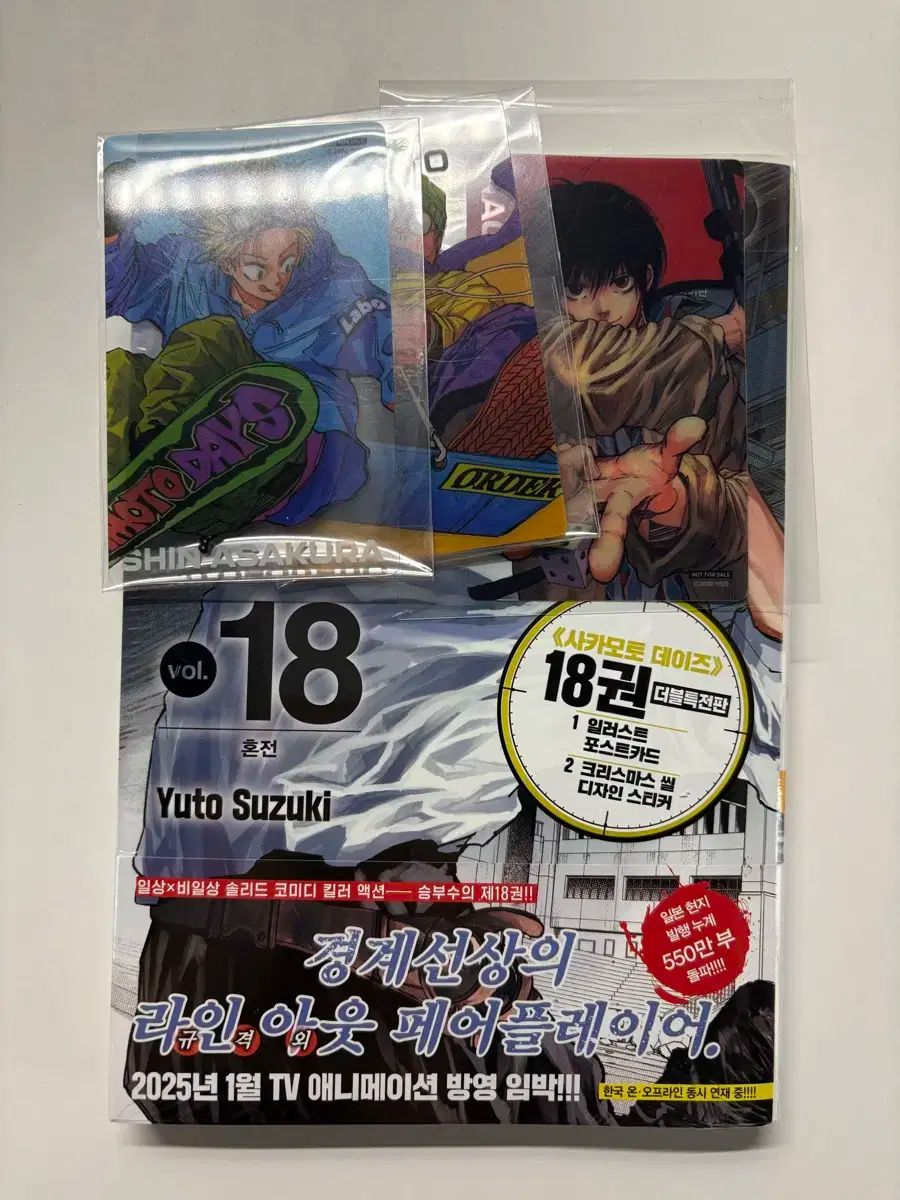 Labo
MOTO DAYS
SHIN ASAKURA
O
ORDER
NOT FOR SALE
vol. 18
혼전
Yuto Suzuki
《사카모토 데이즈》
18권 더블특전판
1 일러스트
포스트카드
2 크리스마스 씰
디자인 스티커
일상×비일상 솔리드 코미디 킬러 액션── 승부수의 제18권!!
일본 현지
발행 누계
550만 부
돌파!!!!
경계선상의
라인 아웃 페어플레이어.
규격외
2025년 1월 TV 애니메이션 방영 임박!!!
한국 온·오프라인 동시 연재 중!!!!